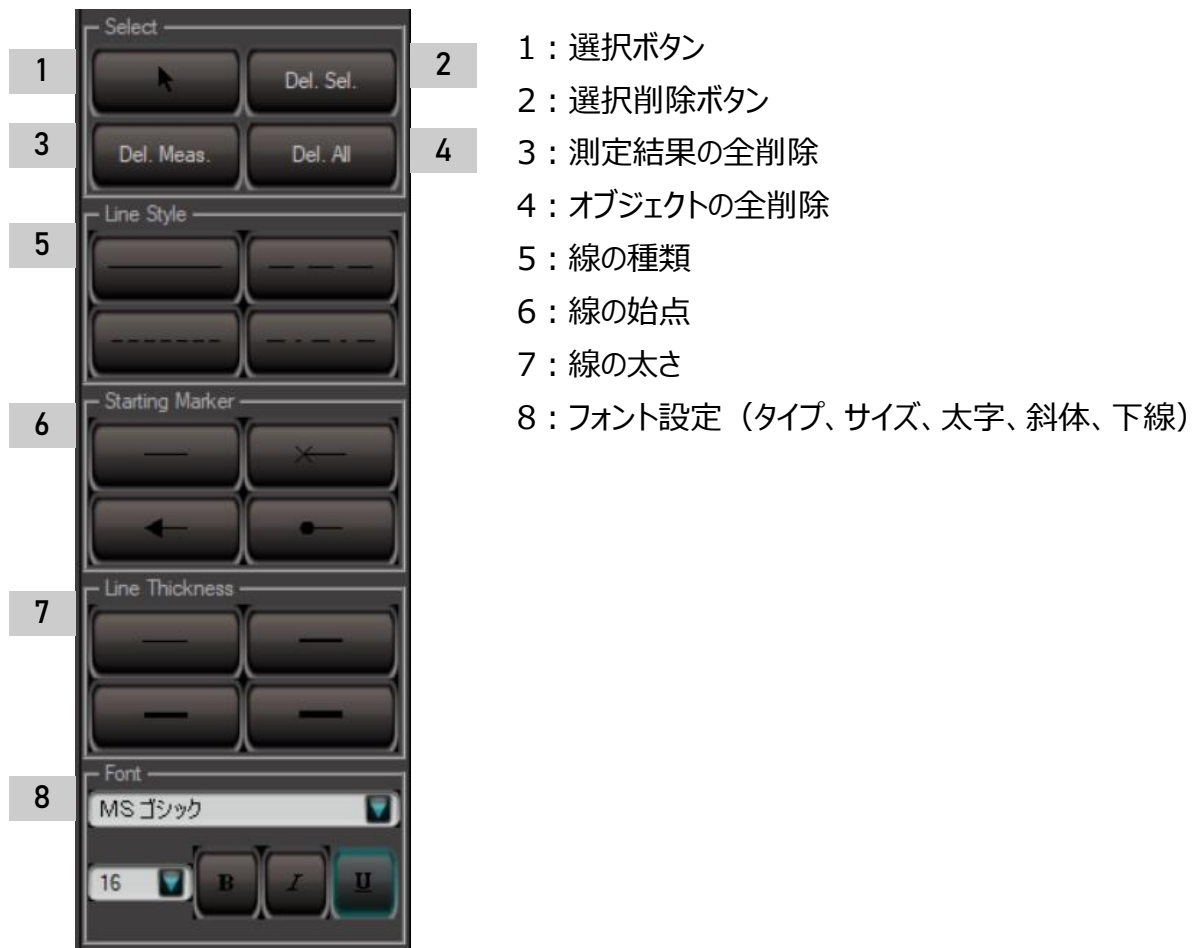 Select
1
Del. Sel.
2
3
Del. Meas.
Del. All
4
Line Style
5
Starting Marker
6
Line Thickness
7
Font
8
MS ゴシック
16
B
I
U
1：選択ボタン
2：選択削除ボタン
3：測定結果の全削除
4：オブジェクトの全削除
5：線の種類
6：線の始点
7：線の太さ
8：フォント設定（タイプ、サイズ、太字、斜体、下線）